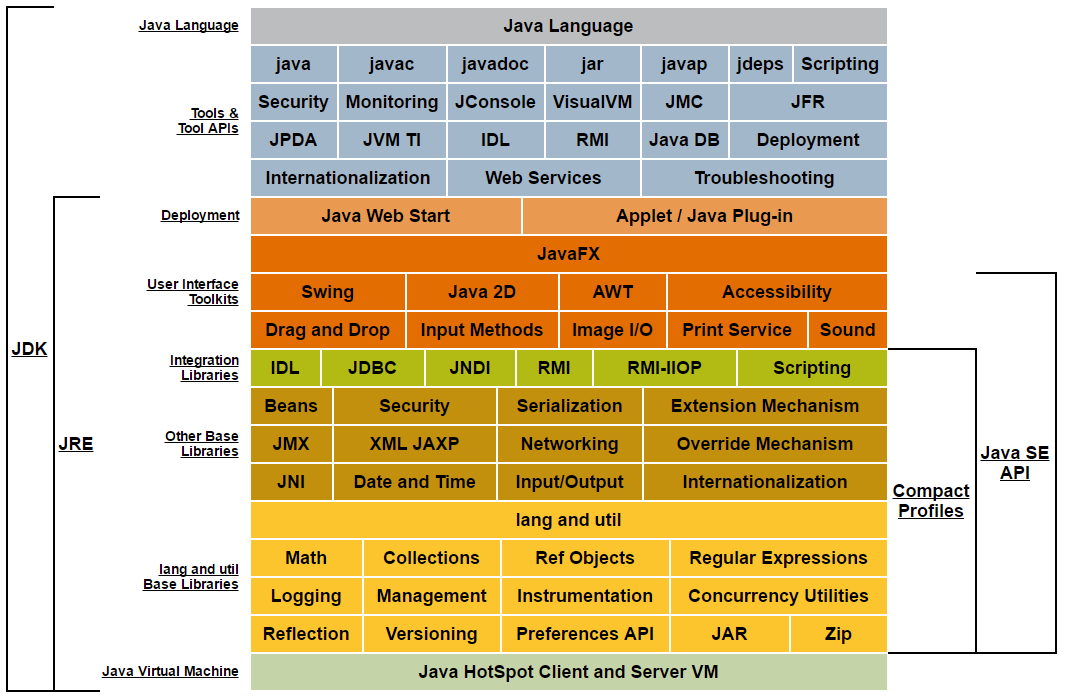 Java Language
Java Language
java javac javadoc jar javap jdeps Scripting
Security Monitoring JConsole VisualVM JMC JFR
Tools &
Tool APIs
JPDA JVM TI IDL RMI Java DB Deployment
Internationalization Web Services Troubleshooting
Deployment
Java Web Start Applet / Java Plug-in
JavaFX
User Interface
Toolkits
Swing Java 2D AWT Accessibility
Drag and Drop Input Methods Image I/O Print Service Sound
JDK
Integration
Libraries
IDL JDBC JNDI RMI RMI-IIOP Scripting
Beans Security Serialization Extension Mechanism
JRE
Other Base
Libraries
JMX XML JAXP Networking Override Mechanism
Java SE
API
JNI Date and Time Input/Output Internationalization
Compact
Profiles
lang and util
Math Collections Ref Objects Regular Expressions
lang and util
Base Libraries
Logging Management Instrumentation Concurrency Utilities
Reflection Versioning Preferences API JAR Zip
Java Virtual Machine
Java HotSpot Client and Server VM